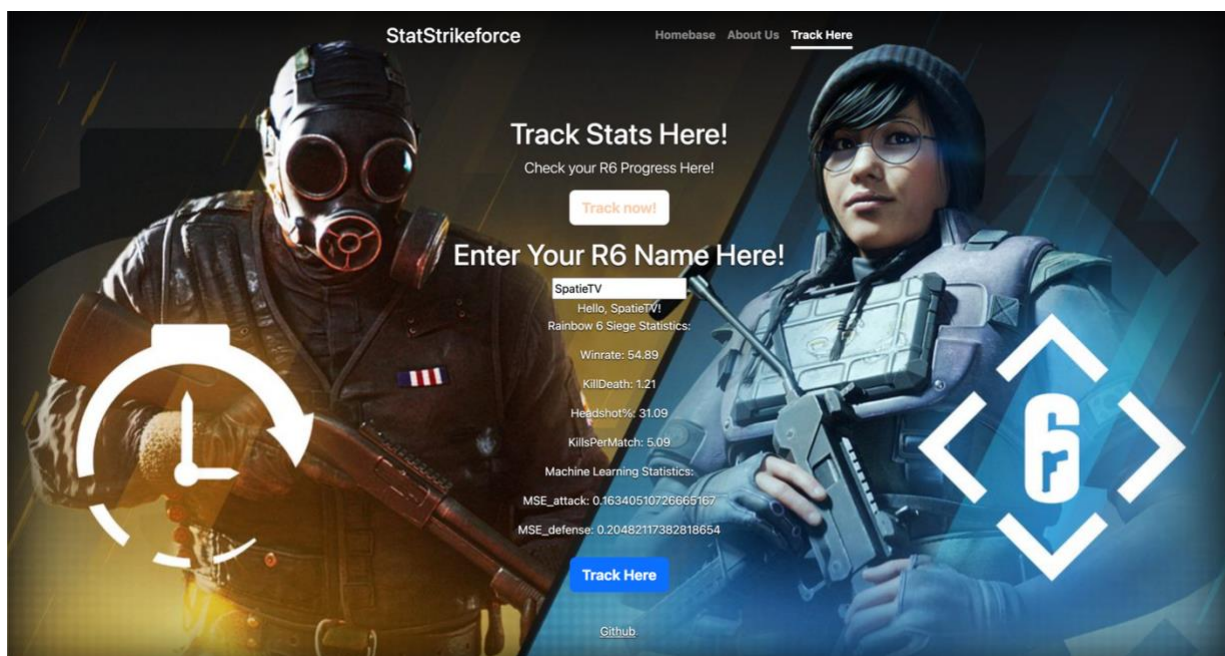 StatStrikeforce
Homebase About Us Track Here
Track Stats Here!
Check your R6 Progress Here!
Track now!
Enter Your R6 Name Here!
SpatieTV
Hello, SpatieTV!
Rainbow 6 Siege Statistics:
Winrate: 54.89
KillDeath: 1.21
Headshot%: 31.09
KillsPerMatch: 5.09
Machine Learning Statistics:
MSE_attack: 0.16340510726665167
MSE_defense: 0.20482117382818654
Track Here
6
Github